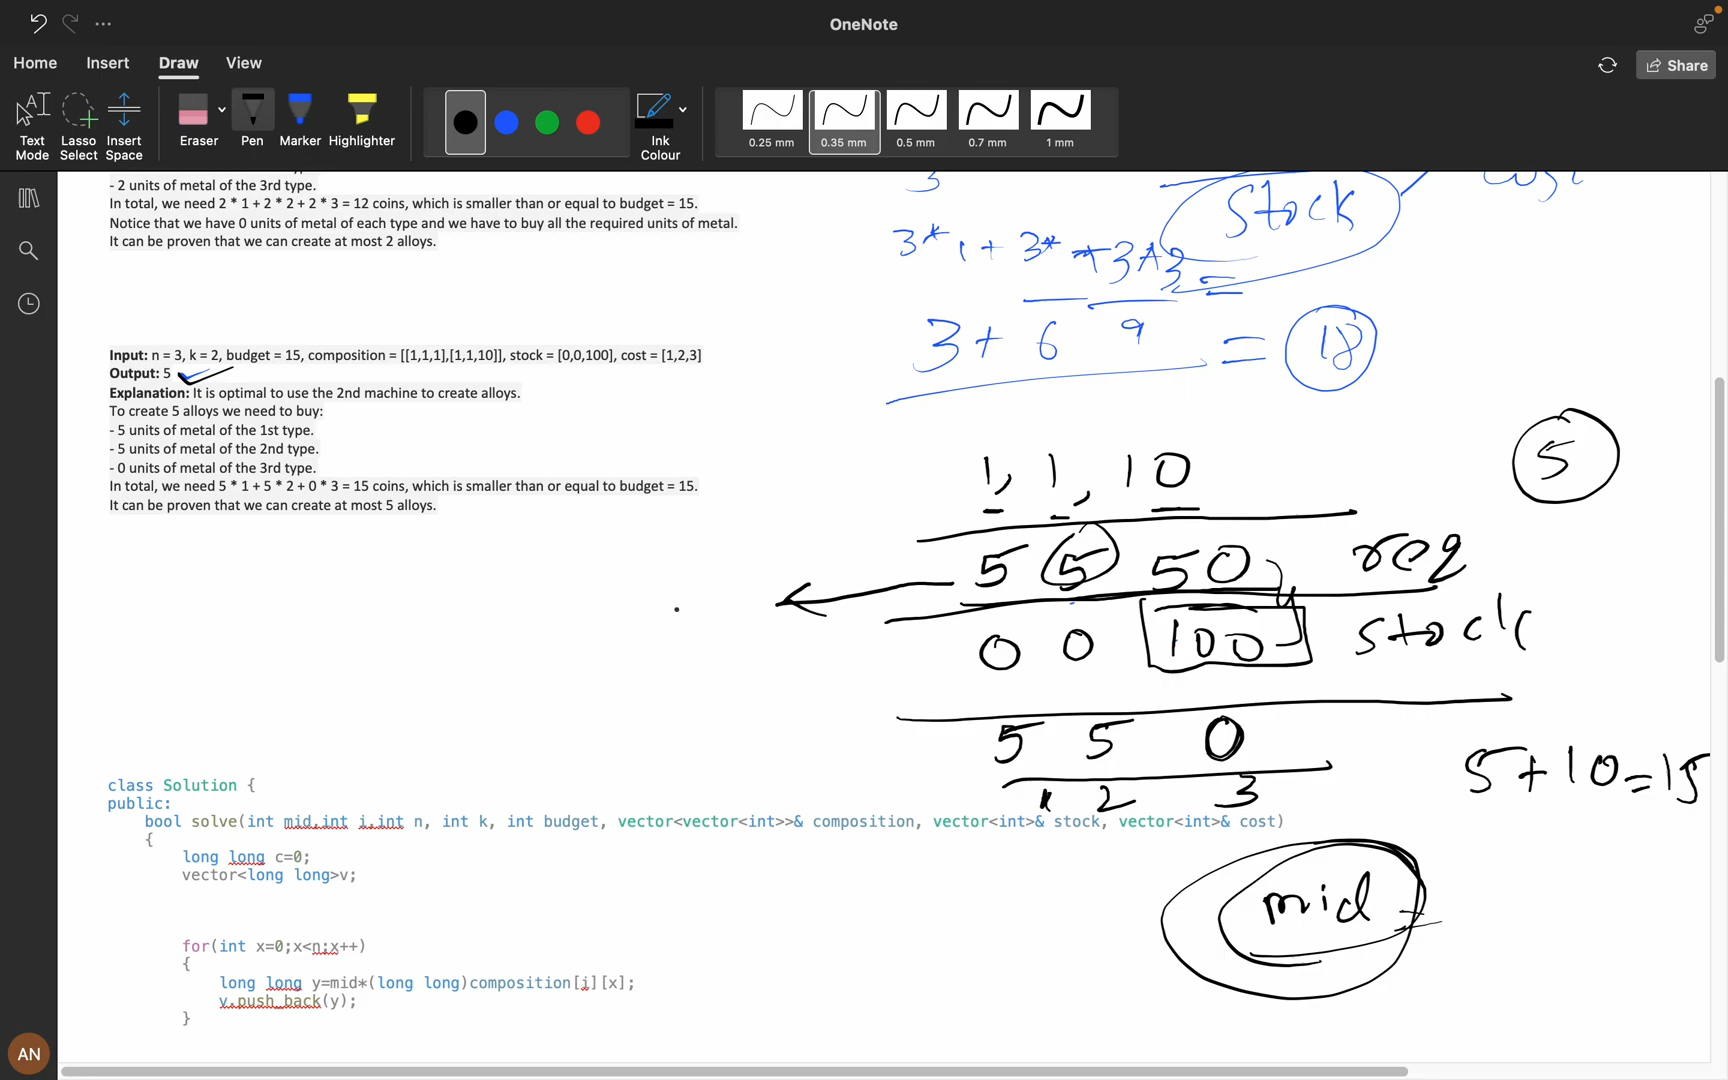 OneNote
Home Insert Draw View
Share
Text Mode
Lasso Select
Insert Space
Eraser
Pen
Marker
Highlighter
Ink Colour
0.25 mm
0.35 mm
0.5 mm
0.7 mm
1 mm
- 2 units of metal of the 3rd type.
In total, we need 2 * 1 + 2 * 2 + 2 * 3 = 12 coins, which is smaller than or equal to budget = 15.
Notice that we have 0 units of metal of each type and we have to buy all the required units of metal.
It can be proven that we can create at most 2 alloys.
Stock
3 + 6 9 = 18
Input: n = 3, k = 2, budget = 15, composition = [[1,1,1],[1,1,10]], stock = [0,0,100], cost = [1,2,3]
Output: 5
Explanation: It is optimal to use the 2nd machine to create alloys.
To create 5 alloys we need to buy:
- 5 units of metal of the 1st type.
- 5 units of metal of the 2nd type.
- 0 units of metal of the 3rd type.
In total, we need 5 * 1 + 5 * 2 + 0 * 3 = 15 coins, which is smaller than or equal to budget = 15.
It can be proven that we can create at most 5 alloys.
5
1, 1, 10
5 5 50 req
0 0 100 stock
5 5 0
1 2 3
5+10=15
class Solution {
public:
bool solve(int mid,int i,int n, int k, int budget, vector<vector<int>>& composition, vector<int>& stock, vector<int>& cost)
{
long long c=0;
vector<long long>v;
mid
for(int x=0;x<n;x++)
{
long long y=mid*(long long)composition[i][x];
v.push_back(y);
}
AN